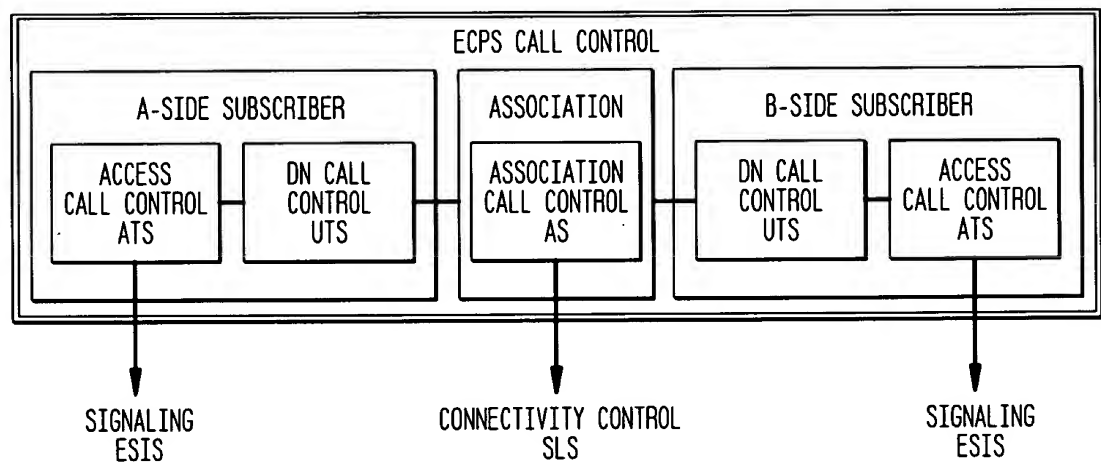 ECPS CALL CONTROL
A-SIDE SUBSCRIBER
ACCESS
CALL CONTROL
ATS
DN CALL
CONTROL
UTS
ASSOCIATION
ASSOCIATION
CALL CONTROL
AS
B-SIDE SUBSCRIBER
DN CALL
CONTROL
UTS
ACCESS
CALL CONTROL
ATS
SIGNALING
ESIS
CONNECTIVITY CONTROL
SLS
SIGNALING
ESIS